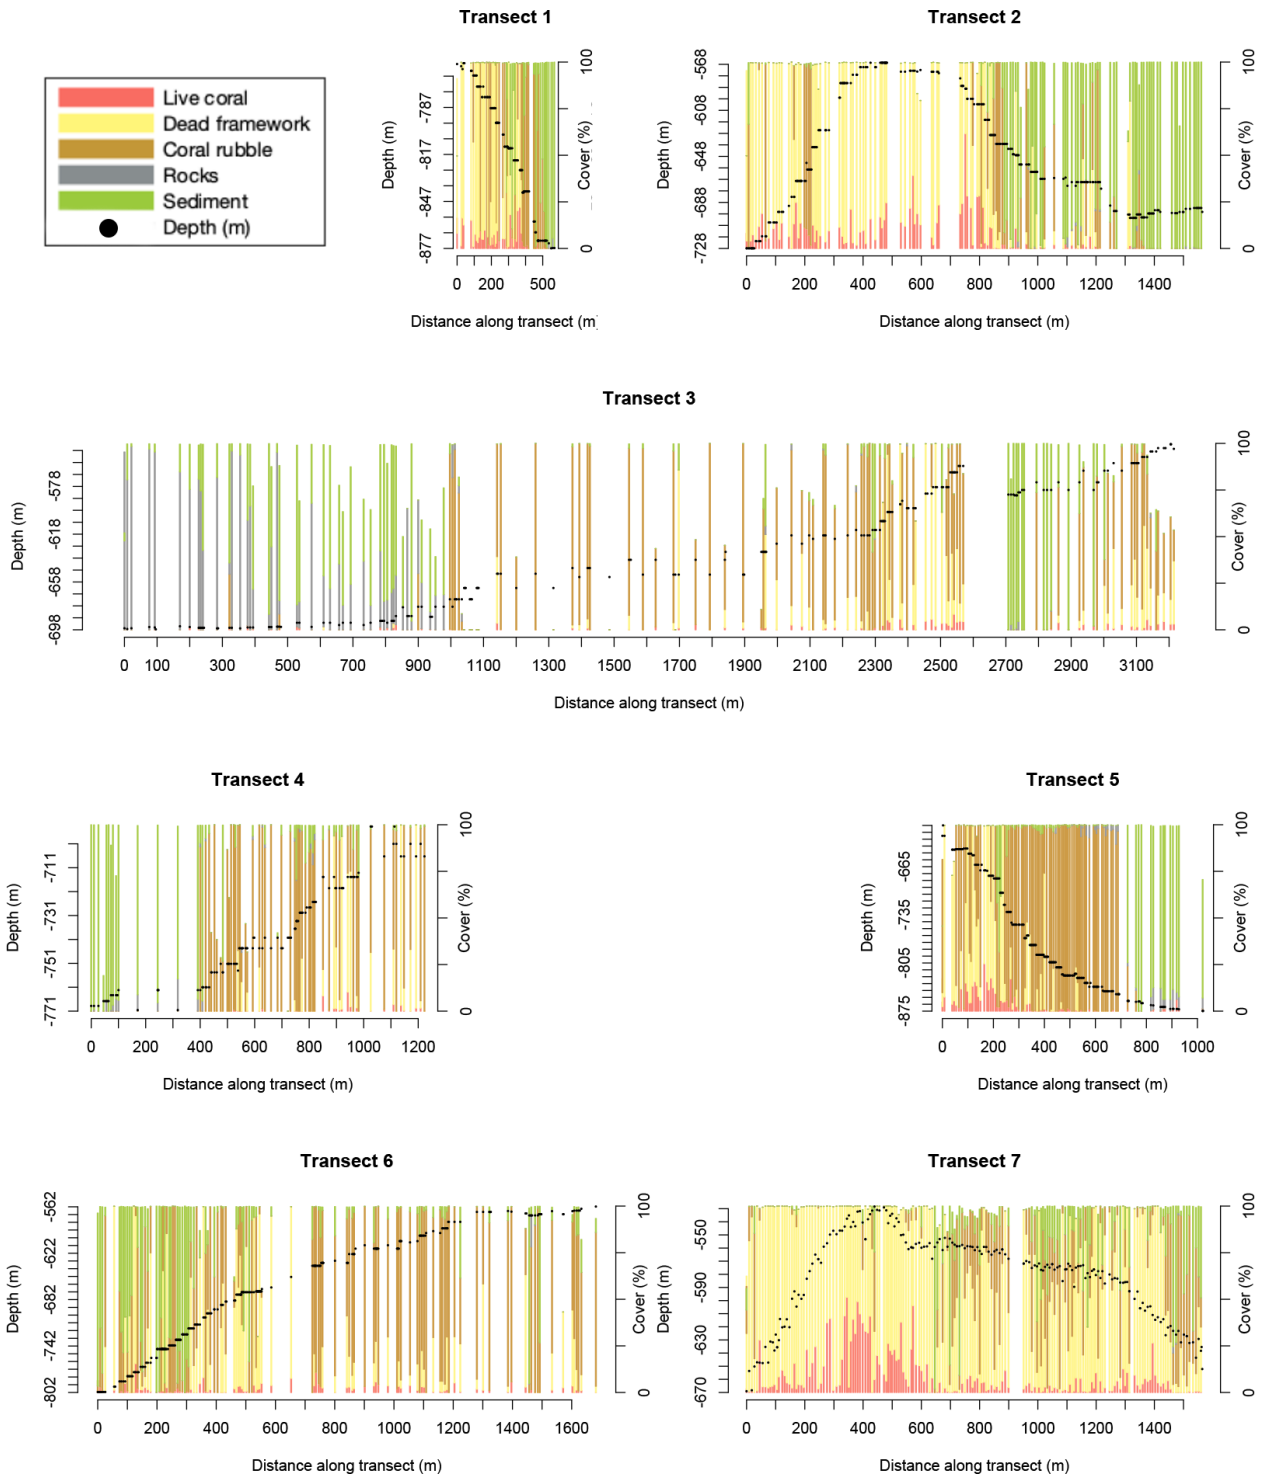 Transect 1
Transect 2
Live coral
Dead framework
Coral rubble
Rocks
Sediment
Depth (m)
Depth (m)
-787
-817
-847
-877
Cover (%)
100
0
0 200 500
Distance along transect (m)
Depth (m)
-568
-608
-648
-688
-728
Cover (%)
100
0
0 200 400 600 800 1000 1200 1400
Distance along transect (m)
Transect 3
Depth (m)
-578
-618
-658
-698
Cover (%)
100
0
0 100 300 500 700 900 1100 1300 1500 1700 1900 2100 2300 2500 2700 2900 3100
Distance along transect (m)
Transect 4
Depth (m)
-711
-731
-751
-771
Cover (%)
100
0
0 200 400 600 800 1000 1200
Distance along transect (m)
Transect 5
Depth (m)
-665
-735
-805
-875
Cover (%)
100
0
0 200 400 600 800 1000
Distance along transect (m)
Transect 6
Depth (m)
-562
-622
-682
-742
-802
Cover (%)
100
0
0 200 400 600 800 1000 1200 1400 1600
Distance along transect (m)
Transect 7
Depth (m)
-550
-590
-630
-670
Cover (%)
100
0
0 200 400 600 800 1000 1200 1400
Distance along transect (m)